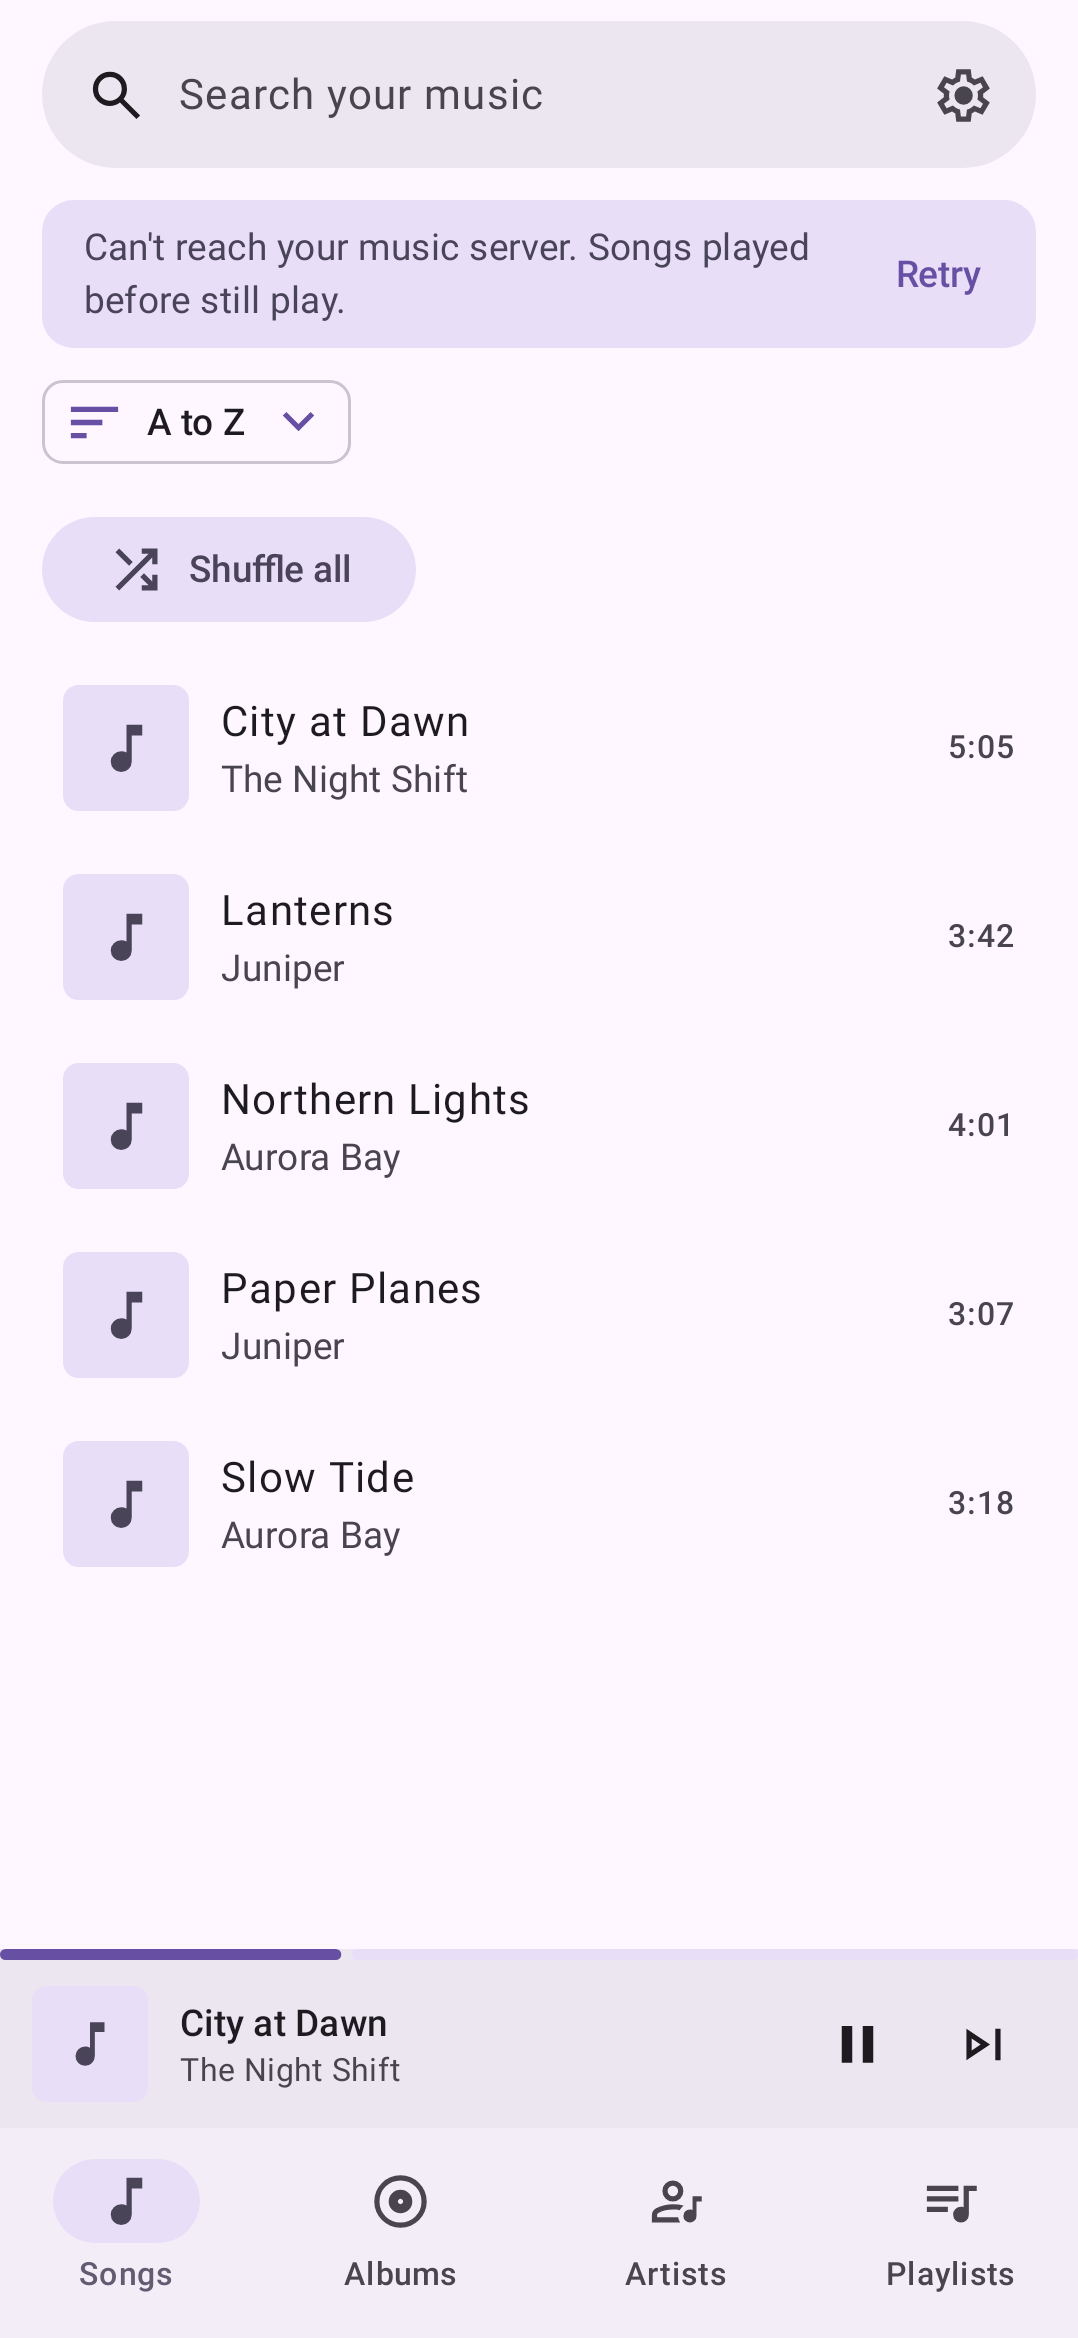 Search your music
Can't reach your music server. Songs played
before still play.
Retry
A to Z
Shuffle all
City at Dawn
The Night Shift
5:05
Lanterns
Juniper
3:42
Northern Lights
Aurora Bay
4:01
Paper Planes
Juniper
3:07
Slow Tide
Aurora Bay
3:18
City at Dawn
The Night Shift
Songs
Albums
Artists
Playlists